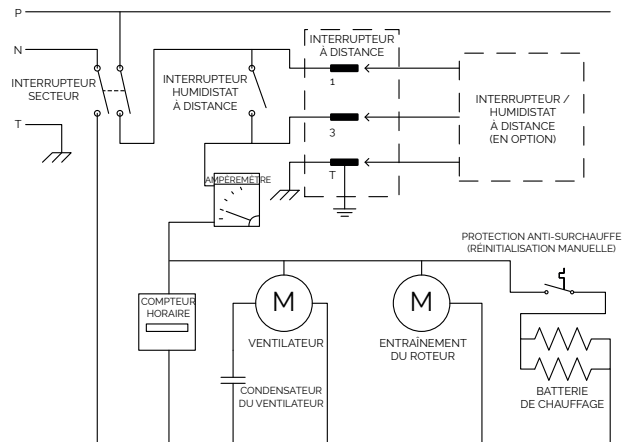 P
N
INTERRUPTEUR
SECTEUR
T
INTERRUPTEUR
HUMIDISTAT
À DISTANCE
INTERRUPTEUR
À DISTANCE
1
3
T
INTERRUPTEUR /
HUMIDISTAT
À DISTANCE
(EN OPTION)
AMPÈREMÈTRE
PROTECTION ANTI-SURCHAUFFE
(RÉINITIALISATION MANUELLE)
COMPTEUR
HORAIRE
M
VENTILATEUR
M
ENTRAÎNEMENT
DU ROTEUR
CONDENSATEUR
DU VENTILATEUR
BATTERIE
DE CHAUFFAGE